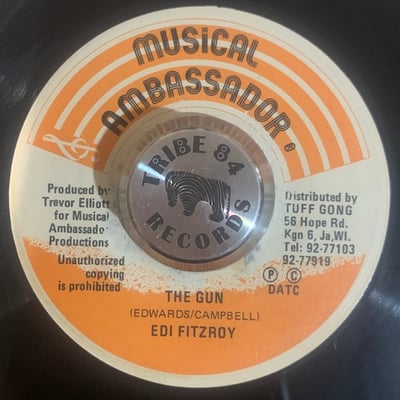 MUSICAL
AMBASSADOR
TRIBE 84
RECORDS
Produced by
Trevor Elliott
for Musical
Ambassador
Productions
Unauthorized
copying
is prohibited
Distributed by
TUFF GONG
56 Hope Rd.
Kgn 6, Ja,WI.
Tel: 92-77103
92-77919
Ⓟ Ⓒ
DATC
THE GUN
(EDWARDS/CAMPBELL)
EDI FITZROY